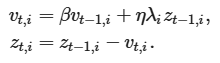 v_{t,i} = βv_{t−1,i} + ηλ_i z_{t−1,i},
z_{t,i} = z_{t−1,i} − v_{t,i}.